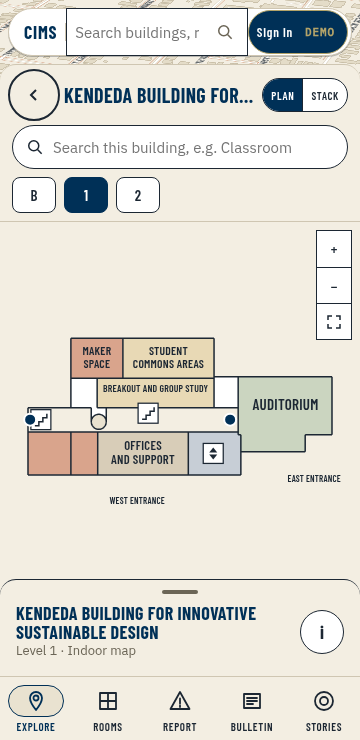 CIMS
Search buildings, r
Sign In DEMO
KENDEDA BUILDING FOR...
PLAN STACK
Search this building, e.g. Classroom
B 1 2
+
−
MAKER
SPACE
STUDENT
COMMONS AREAS
BREAKOUT AND GROUP STUDY
AUDITORIUM
OFFICES
AND SUPPORT
EAST ENTRANCE
WEST ENTRANCE
KENDEDA BUILDING FOR INNOVATIVE
SUSTAINABLE DESIGN
Level 1 · Indoor map
i
EXPLORE ROOMS REPORT BULLETIN STORIES